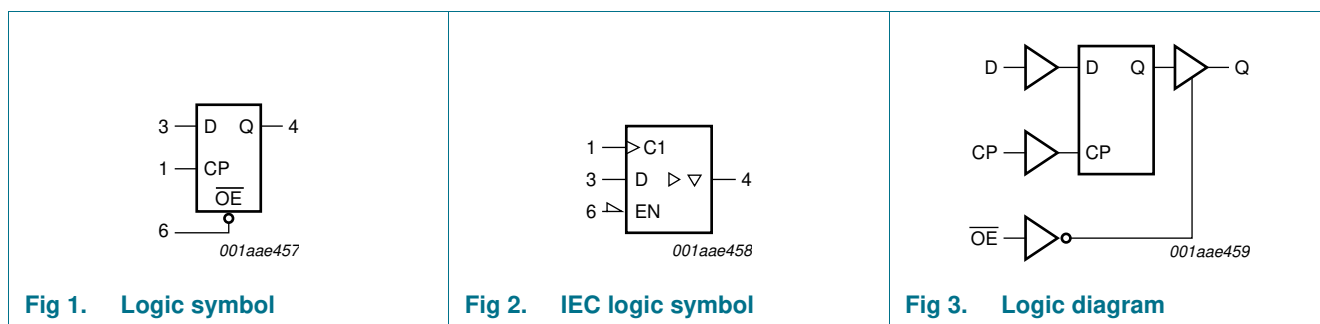 3 D Q 4
1 CP
OE
6
001aae457
Fig 1. Logic symbol
1 C1
3 D 4
6 EN
001aae458
Fig 2. IEC logic symbol
D D Q Q
CP CP
OE
001aae459
Fig 3. Logic diagram